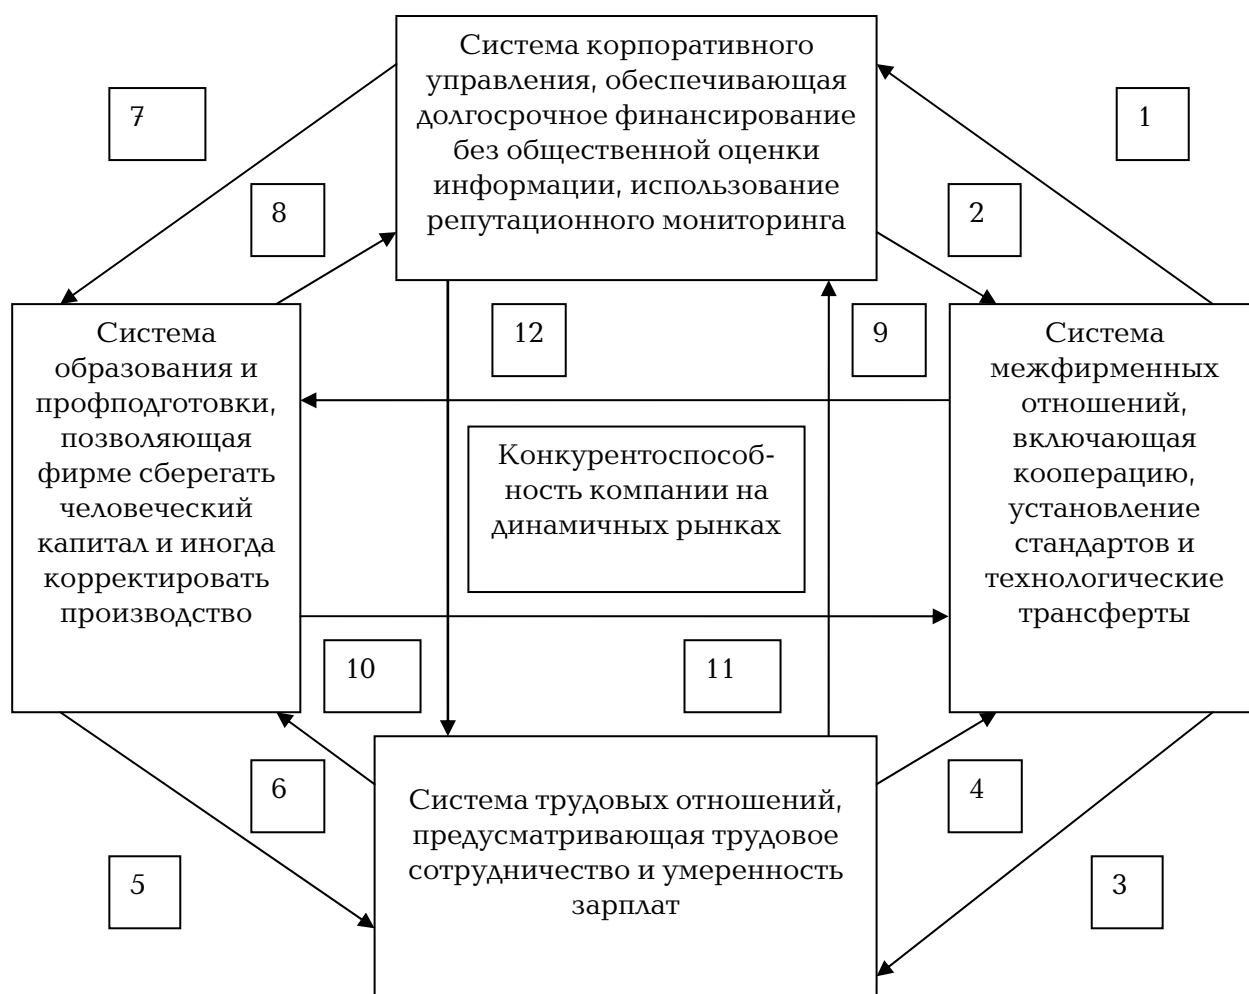 Система корпоративного
управления, обеспечивающая
долгосрочное финансирование
без общественной оценки
информации, использование
репутационного мониторинга
7
1
8
2
12
9
Система
образования и
профподготовки,
позволяющая
фирме сберегать
человеческий
капитал и иногда
корректировать
производство
Конкурентоспособ-
ность компании на
динамичных рынках
Система
межфирменных
отношений,
включающая
кооперацию,
установление
стандартов и
технологические
трансферты
10
11
6
4
Система трудовых отношений,
предусматривающая трудовое
сотрудничество и умеренность
зарплат
5
3